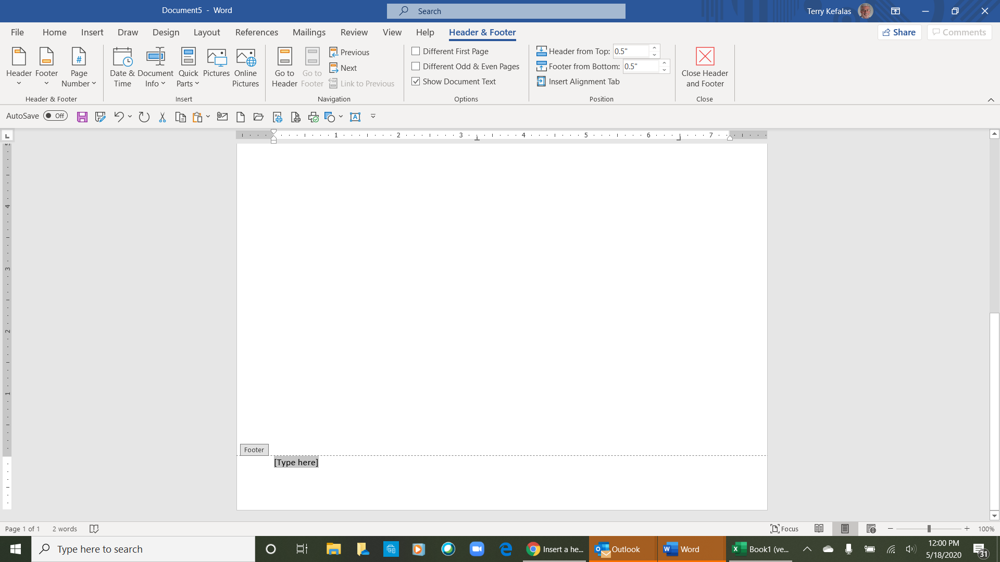 Document5 - Word
Search
Terry Kefalas
File Home Insert Draw Design Layout References Mailings Review View Help Header & Footer
Share Comments
Header Footer Page Number
Header & Footer
Date & Time Document Info Quick Parts Pictures Online Pictures
Insert
Go to Header Go to Footer
Previous
Next
Link to Previous
Navigation
Different First Page
Different Odd & Even Pages
Show Document Text
Options
Header from Top: 0.5"
Footer from Bottom: 0.5"
Insert Alignment Tab
Position
Close Header and Footer
Close
AutoSave Off
L
1 2 3 4 5 6 7
4
3
2
1
Footer
[Type here]
Page 1 of 1 2 words
Focus
100%
Type here to search
Insert a he...
Outlook
Word
Book1 (ve...
12:00 PM
5/18/2020
31